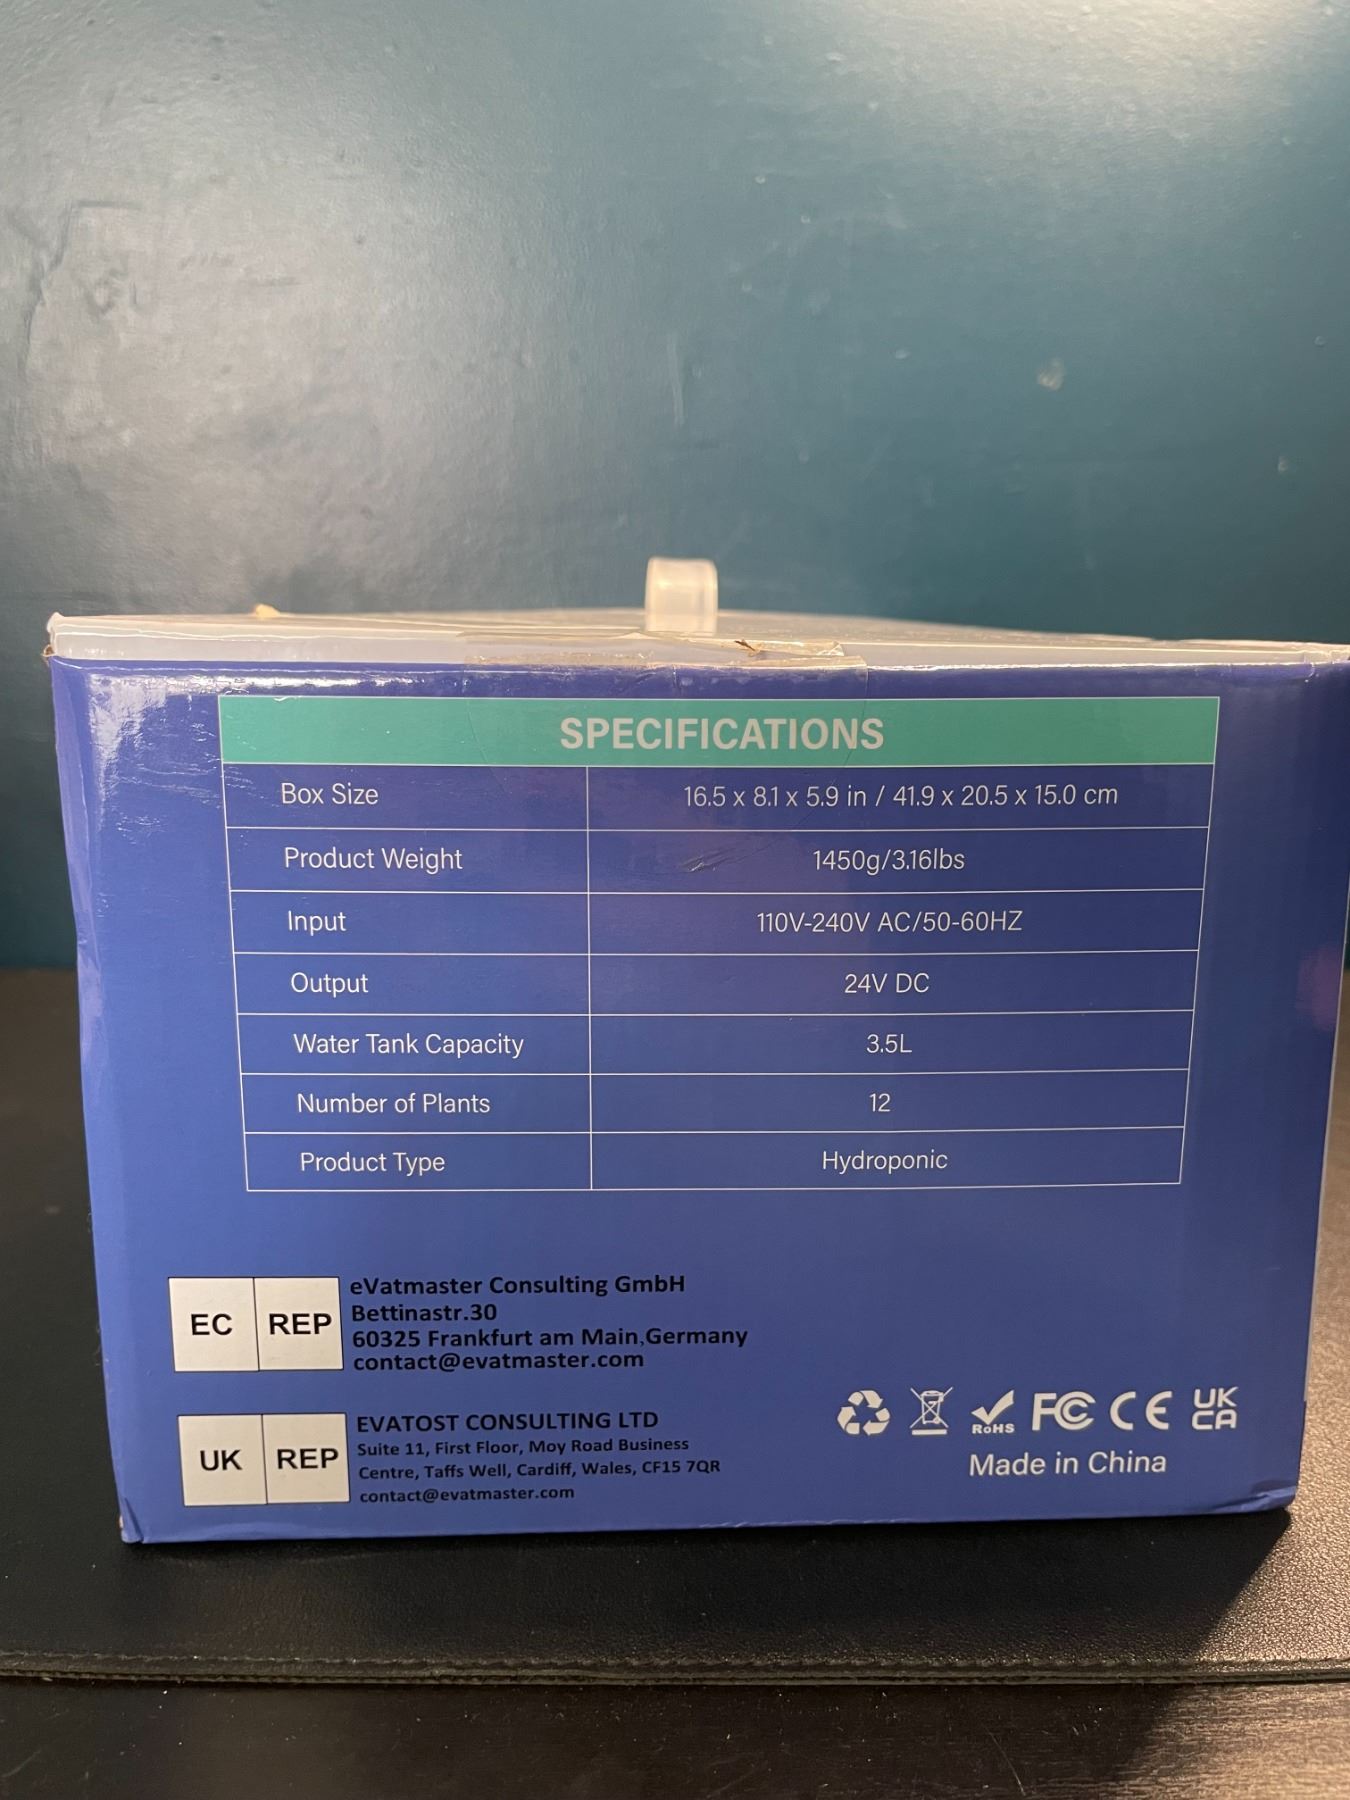 SPECIFICATIONS
Box Size 16.5 x 8.1 x 5.9 in / 41.9 x 20.5 x 15.0 cm
Product Weight 1450g/3.16lbs
Input 110V-240V AC/50-60HZ
Output 24V DC
Water Tank Capacity 3.5L
Number of Plants 12
Product Type Hydroponic
EC REP
eVatmaster Consulting GmbH
Bettinastr.30
60325 Frankfurt am Main,Germany
contact@evatmaster.com
UK REP
EVATOST CONSULTING LTD
Suite 11, First Floor, Moy Road Business
Centre, Taffs Well, Cardiff, Wales, CF15 7QR
contact@evatmaster.com
RoHS FC CE UK
CA
Made in China